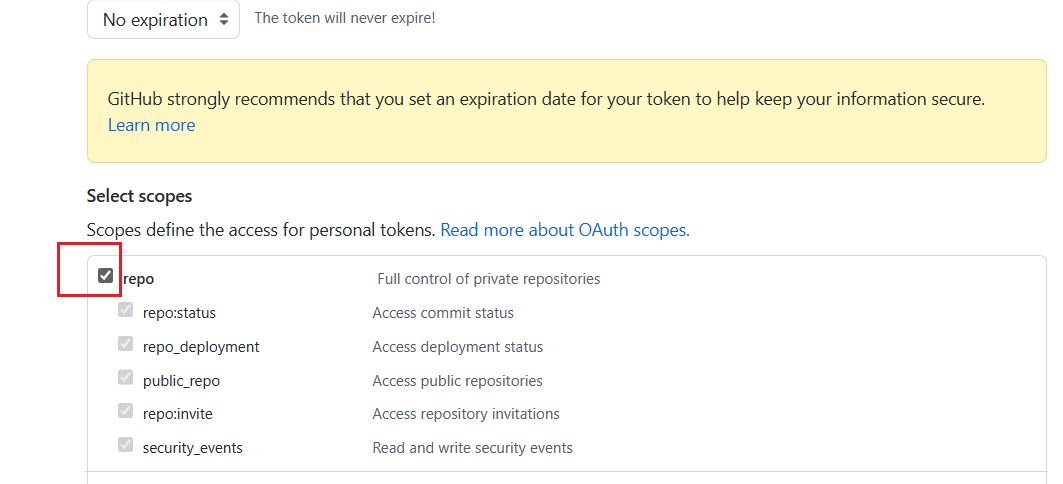 No expiration The token will never expire!
GitHub strongly recommends that you set an expiration date for your token to help keep your information secure.
Learn more
Select scopes
Scopes define the access for personal tokens. Read more about OAuth scopes.
repo Full control of private repositories
repo:status Access commit status
repo_deployment Access deployment status
public_repo Access public repositories
repo:invite Access repository invitations
security_events Read and write security events